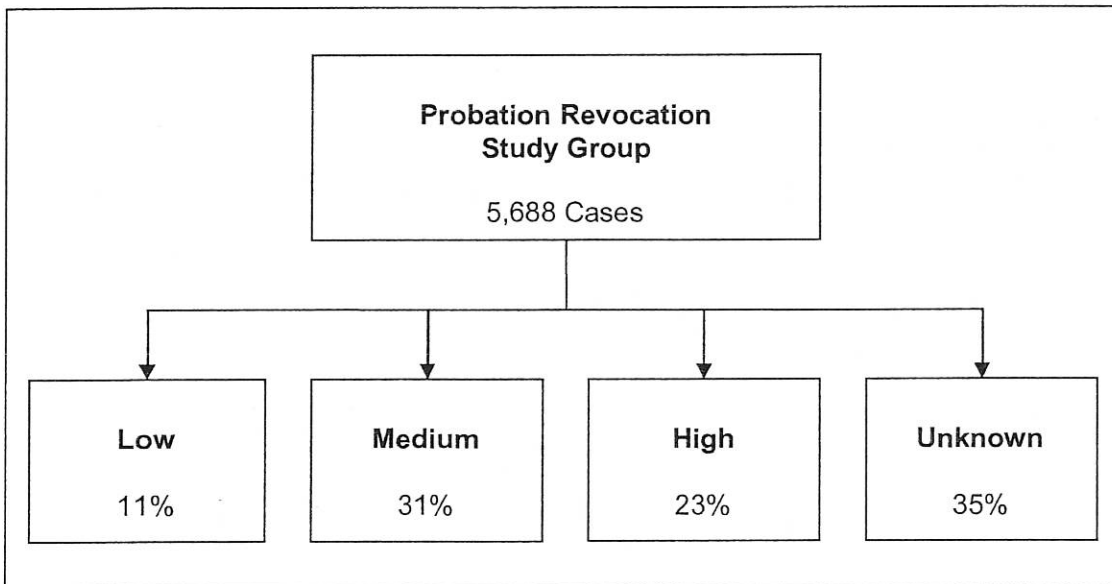 Probation Revocation
Study Group
5,688 Cases
Low
11%
Medium
31%
High
23%
Unknown
35%